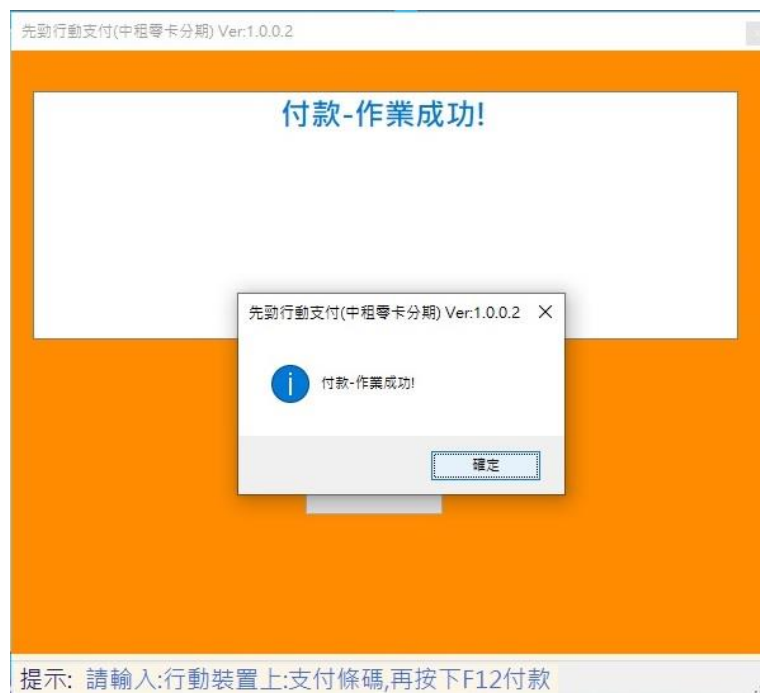 先勁行動支付(中租零卡分期) Ver:1.0.0.2
付款-作業成功!
先勁行動支付(中租零卡分期) Ver:1.0.0.2
付款-作業成功!
確定
提示: 請輸入:行動裝置上:支付條碼,再按下F12付款